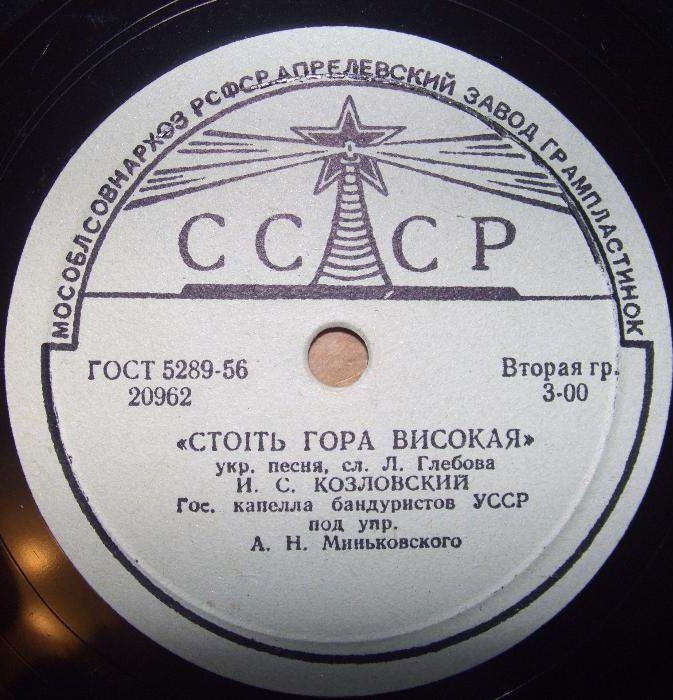 МОСОБЛСОВНАРХОЗ РСФСР АПРЕЛЕВСКИЙ ЗАВОД ГРАМПЛАСТИНОК
СССР
ГОСТ 5289-56
20962
Вторая гр.
3-00
«СТОІТЬ ГОРА ВИСОКАЯ»
укр. песня, сл. Л. Глебова
И. С. КОЗЛОВСКИЙ
Гос. капелла бандуристов УССР
под упр.
А. Н. Миньковского